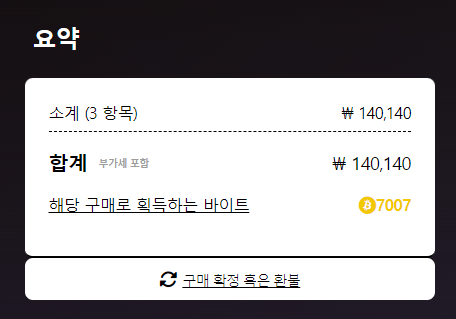 요약
소계 (3 항목) ₩ 140,140
합계 부가세 포함 ₩ 140,140
해당 구매로 획득하는 바이트 7007
구매 확정 혹은 환불